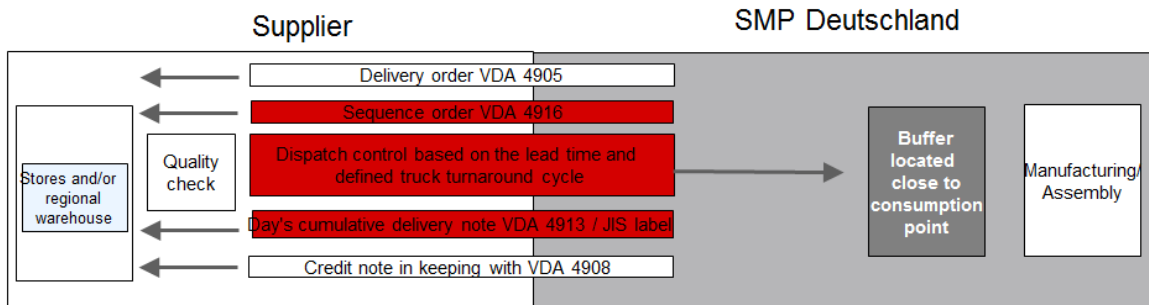 Supplier
SMP Deutschland
Delivery order VDA 4905
Sequence order VDA 4916
Stores and/or
regional
warehouse
Quality
check
Dispatch control based on the lead time and
defined truck turnaround cycle
Buffer
located
close to
consumption
point
Manufacturing/
Assembly
Day's cumulative delivery note VDA 4913 / JIS label
Credit note in keeping with VDA 4908